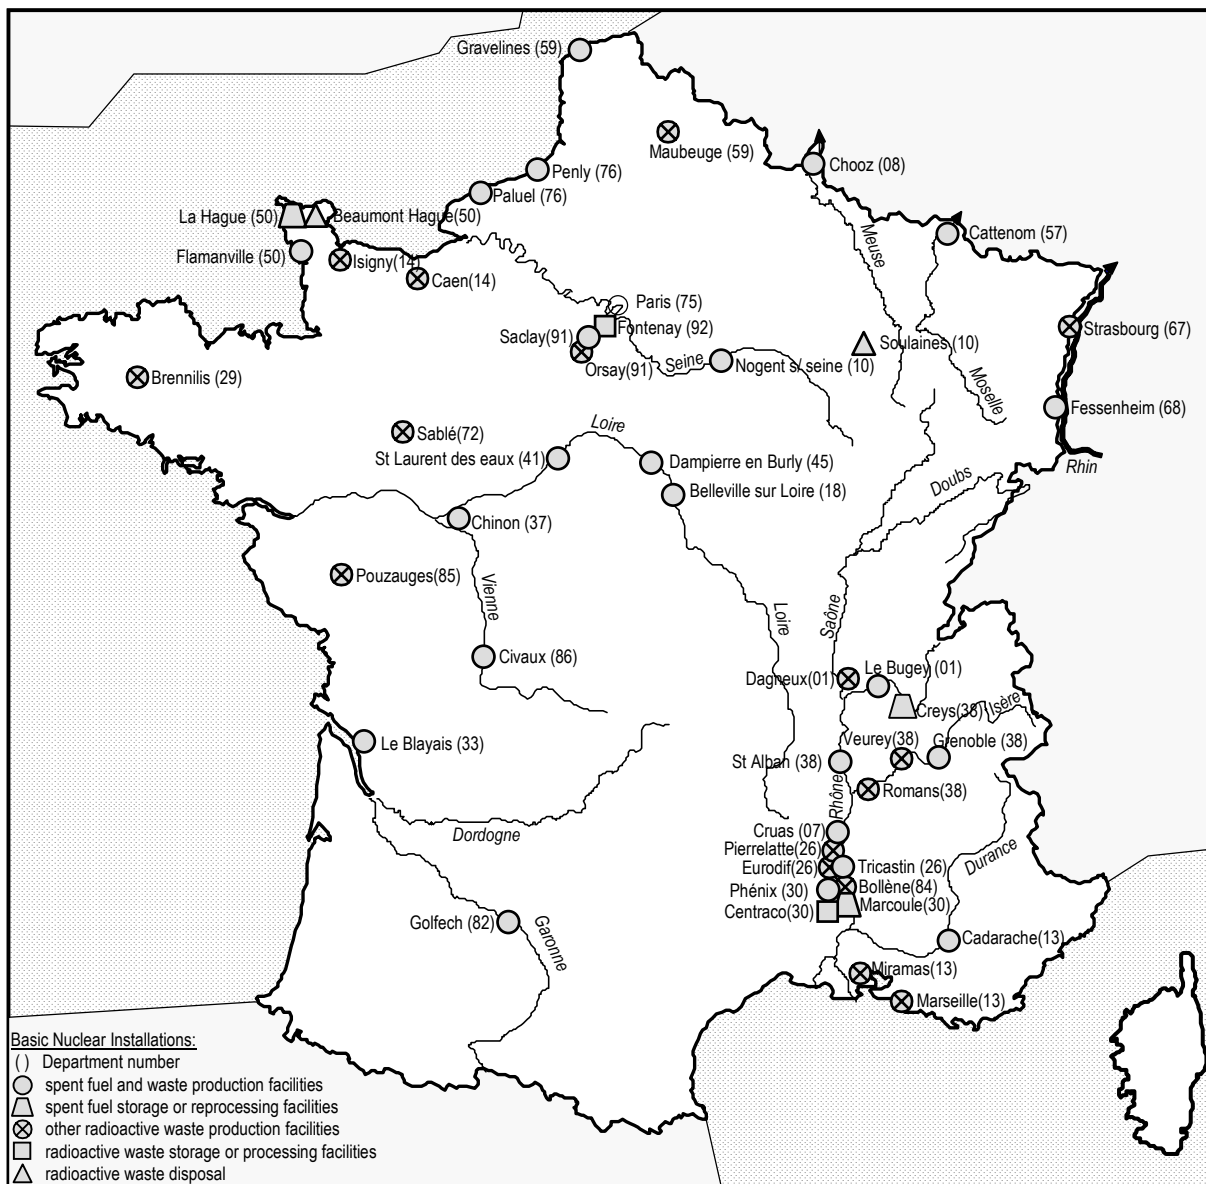 Gravelines (59)
Maubeuge (59)
Chooz (08)
Penly (76)
Paluel (76)
La Hague (50)
Beaumont Hague(50)
Cattenom (57)
Flamanville (50)
Isigny(14)
Caen(14)
Meuse
Paris (75)
Fontenay (92)
Saclay(91)
Orsay(91)
Seine
Nogent s/ seine (10)
Soulaines (10)
Strasbourg (67)
Moselle
Brennilis (29)
Fessenheim (68)
Sablé(72)
Loire
St Laurent des eaux (41)
Dampierre en Burly (45)
Rhin
Doubs
Belleville sur Loire (18)
Chinon (37)
Pouzauges(85)
Vienne
Loire
Saône
Civaux (86)
Le Bugey (01)
Dagneux(01)
Creys(38)
Isère
Le Blayais (33)
Veurey(38)
Grenoble (38)
St Alban (38)
Romans(38)
Rhône
Dordogne
Cruas (07)
Pierrelatte(26)
Durance
Eurodif(26)
Tricastin (26)
Phénix (30)
Bollène(84)
Marcoule(30)
Centraco(30)
Golfech (82)
Garonne
Cadarache(13)
Miramas(13)
Marseille(13)
Basic Nuclear Installations:
( ) Department number
spent fuel and waste production facilities
spent fuel storage or reprocessing facilities
other radioactive waste production facilities
radioactive waste storage or processing facilities
radioactive waste disposal